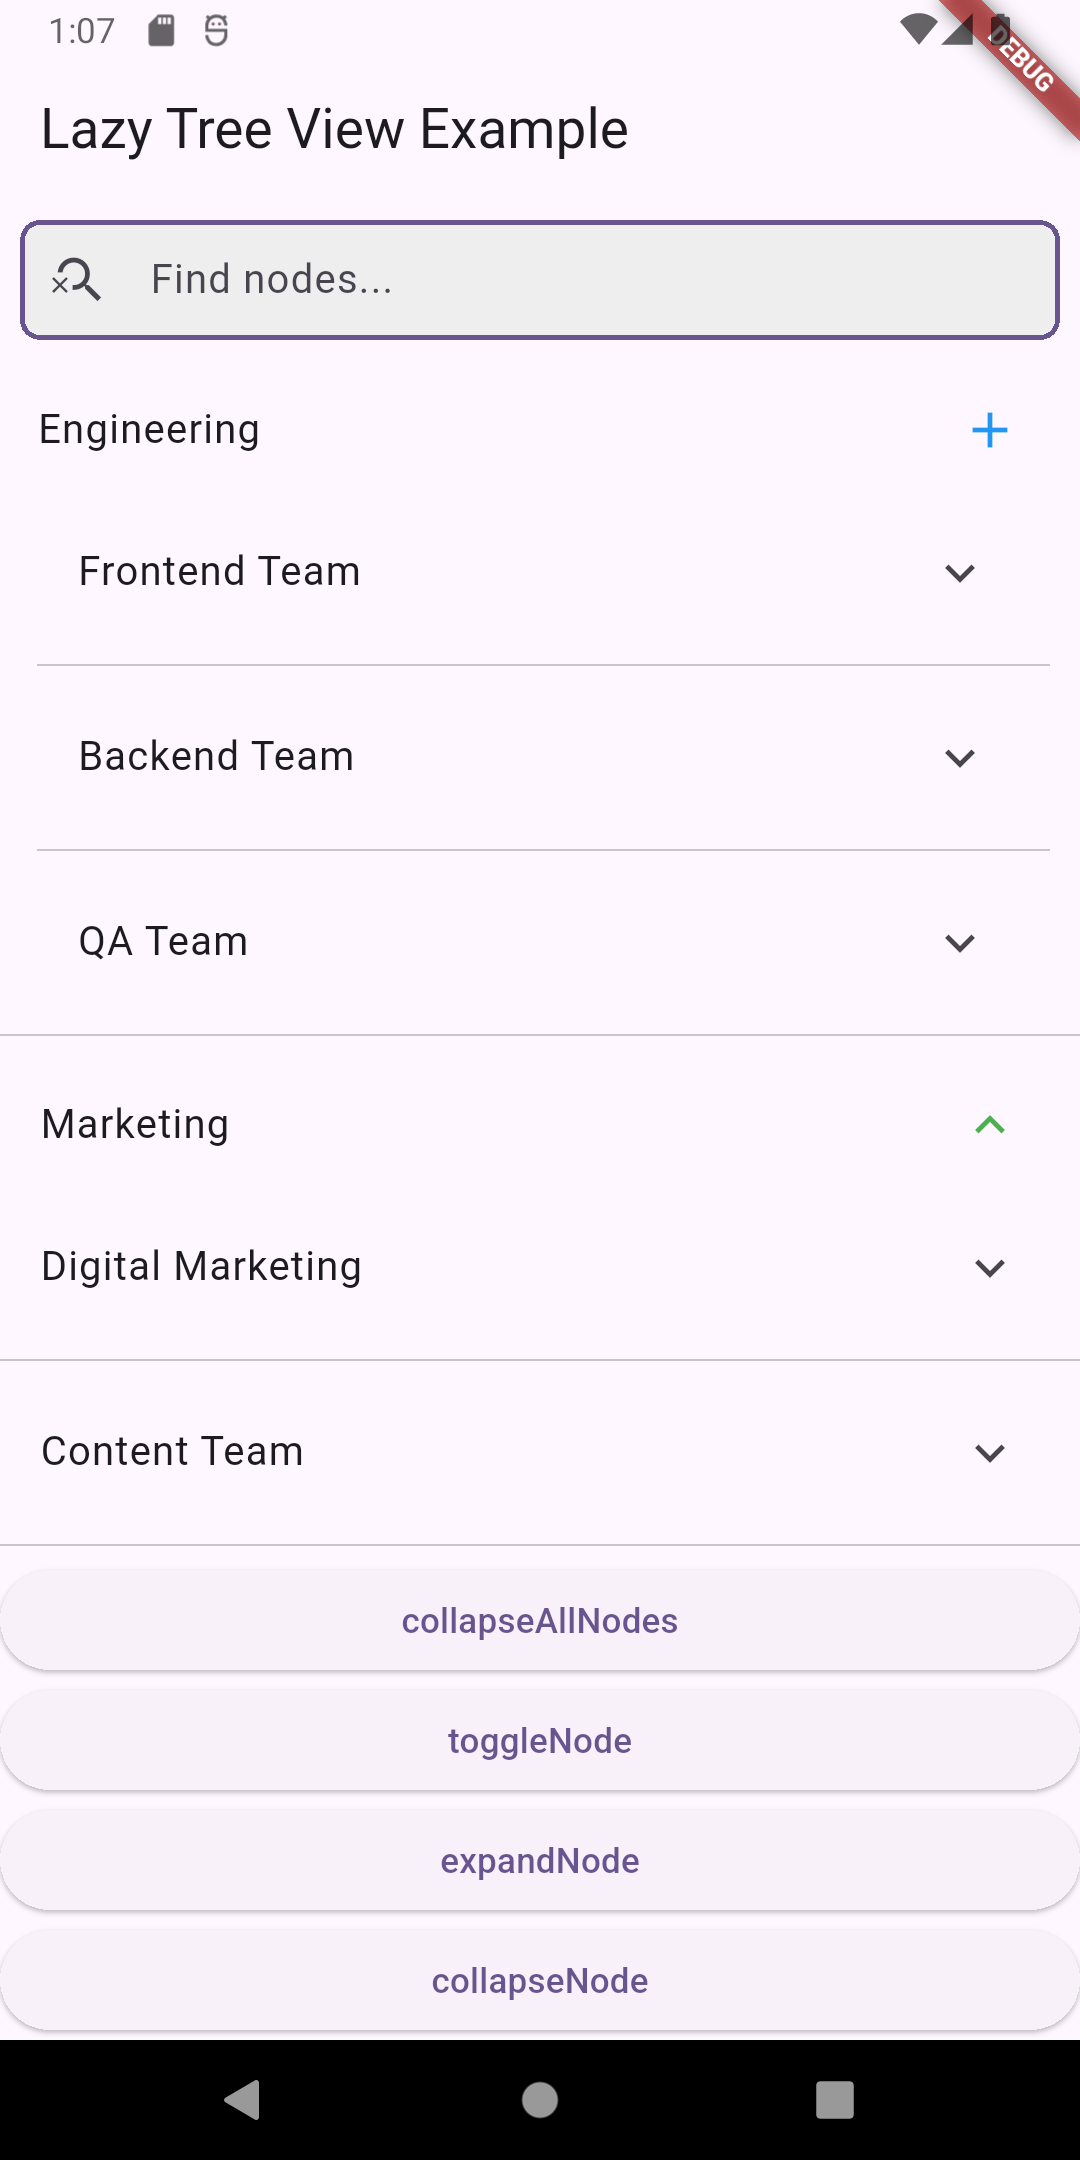 1:07
DEBUG
Lazy Tree View Example
Find nodes...
Engineering
Frontend Team
Backend Team
QA Team
Marketing
Digital Marketing
Content Team
collapseAllNodes
toggleNode
expandNode
collapseNode